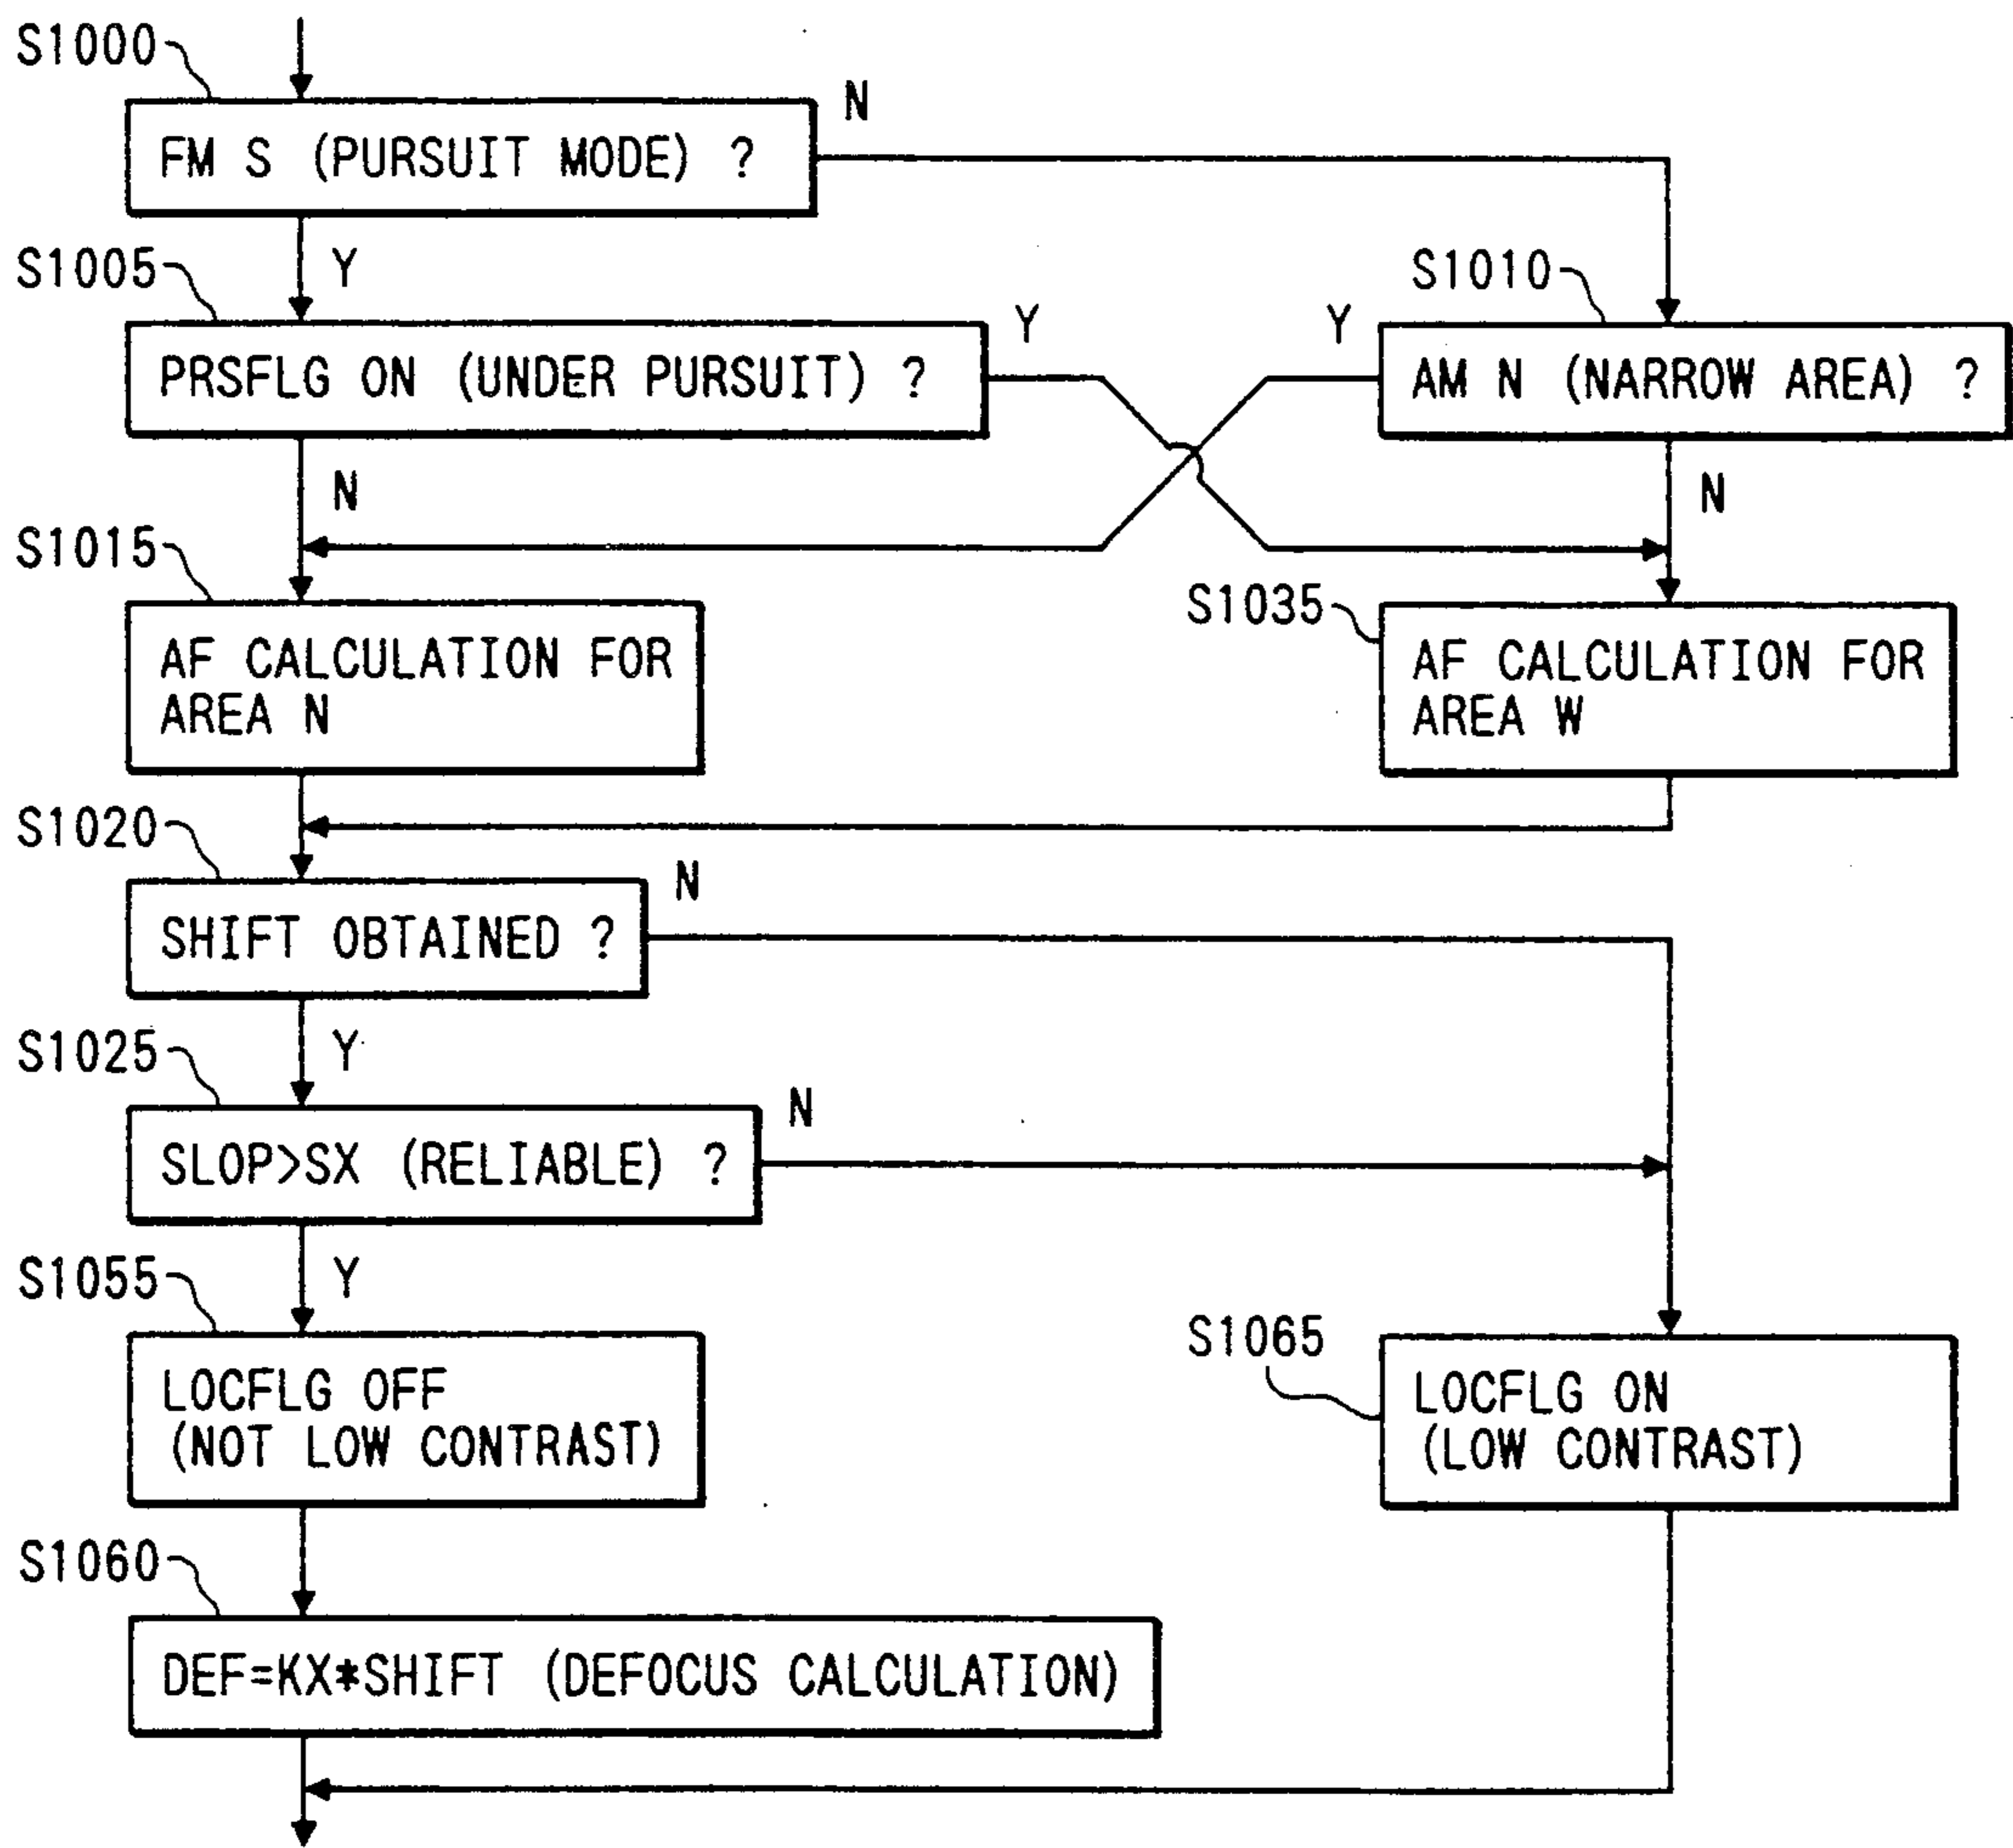 S1000
N
FM S (PURSUIT MODE) ?
S1005
Y
S1010
Y
Y
PRSFLG ON (UNDER PURSUIT) ?
AM N (NARROW AREA) ?
N
N
S1015
S1035
AF CALCULATION FOR
AREA N
AF CALCULATION FOR
AREA W
S1020
N
SHIFT OBTAINED ?
S1025
Y
N
SLOP>SX (RELIABLE) ?
S1055
Y
S1065
LOCFLG OFF
(NOT LOW CONTRAST)
LOCFLG ON
(LOW CONTRAST)
S1060
DEF=KX*SHIFT (DEFOCUS CALCULATION)